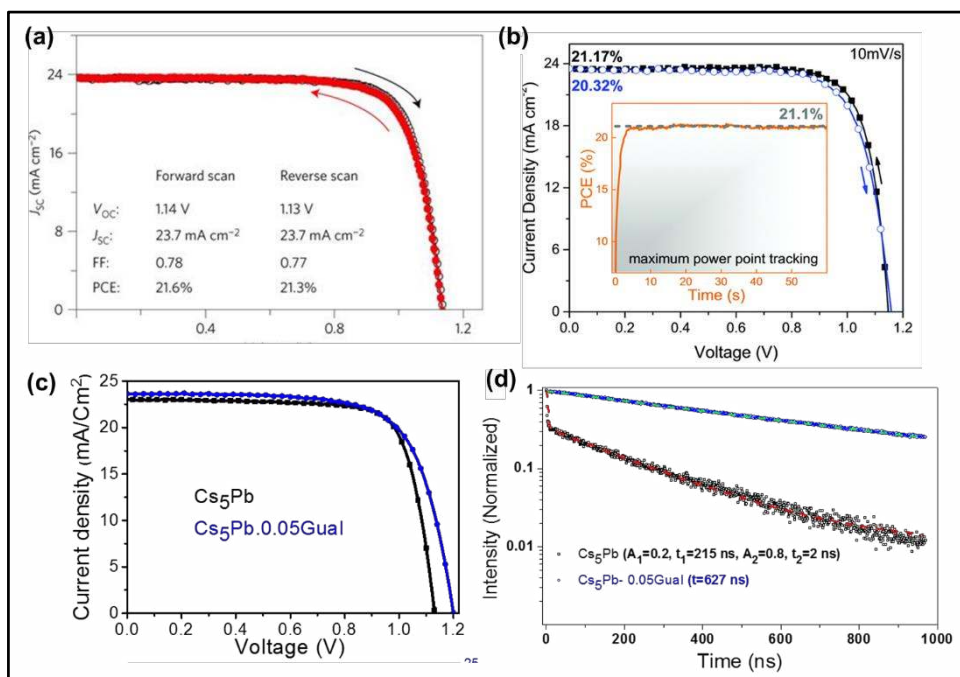 (a)
24
16
8
0
J_SC (mA cm⁻²)
Forward scan Reverse scan
V_OC: 1.14 V 1.13 V
J_SC: 23.7 mA cm⁻² 23.7 mA cm⁻²
FF: 0.78 0.77
PCE: 21.6% 21.3%
0.4 0.8 1.2
(b)
21.17%
20.32%
10mV/s
24
18
12
6
0
Current Density (mA cm⁻²)
21.1%
20
15
10
PCE (%)
maximum power point tracking
0 10 20 30 40 50
Time (s)
0.0 0.2 0.4 0.6 0.8 1.0 1.2
Voltage (V)
(c)
25
20
15
10
5
0
Current density (mA/Cm²)
Cs₅Pb
Cs₅Pb.0.05Gual
0.0 0.2 0.4 0.6 0.8 1.0 1.2
Voltage (V)
25
(d)
1
0.1
0.01
Intensity (Normalized)
Cs₅Pb (A₁=0.2, t₁=215 ns, A₂=0.8, t₂=2 ns)
Cs₅Pb- 0.05Gual (t=627 ns)
0 200 400 600 800 1000
Time (ns)